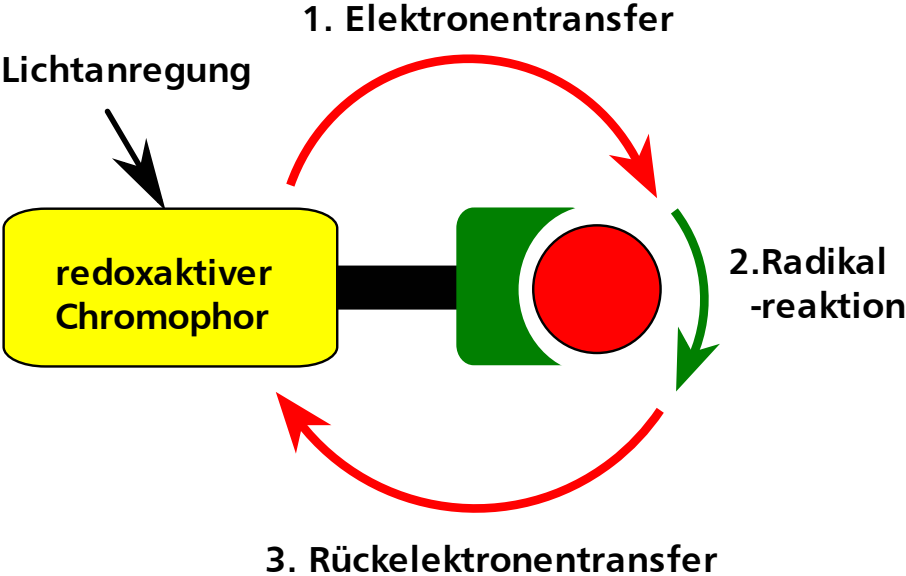 1. Elektronentransfer
Lichtanregung
redoxaktiver
Chromophor
2.Radikal
-reaktion
3. Rückelektronentransfer